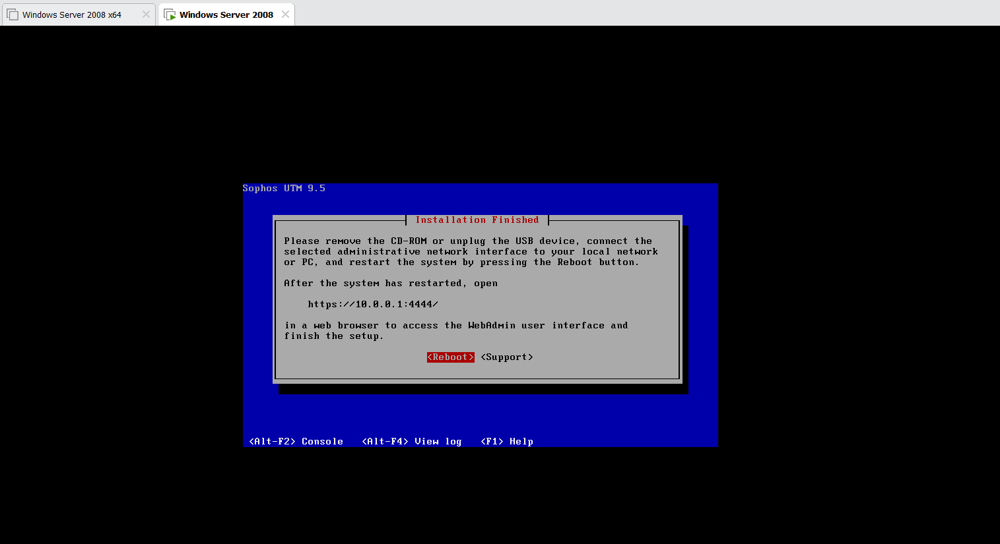 Windows Server 2008 x64
Windows Server 2008
Sophos UTM 9.5
Installation Finished
Please remove the CD-ROM or unplug the USB device, connect the
selected administrative network interface to your local network
or PC, and restart the system by pressing the Reboot button.
After the system has restarted, open
https://10.0.0.1:4444/
in a web browser to access the WebAdmin user interface and
finish the setup.
<Reboot> <Support>
<Alt-F2> Console <Alt-F4> View log <F1> Help